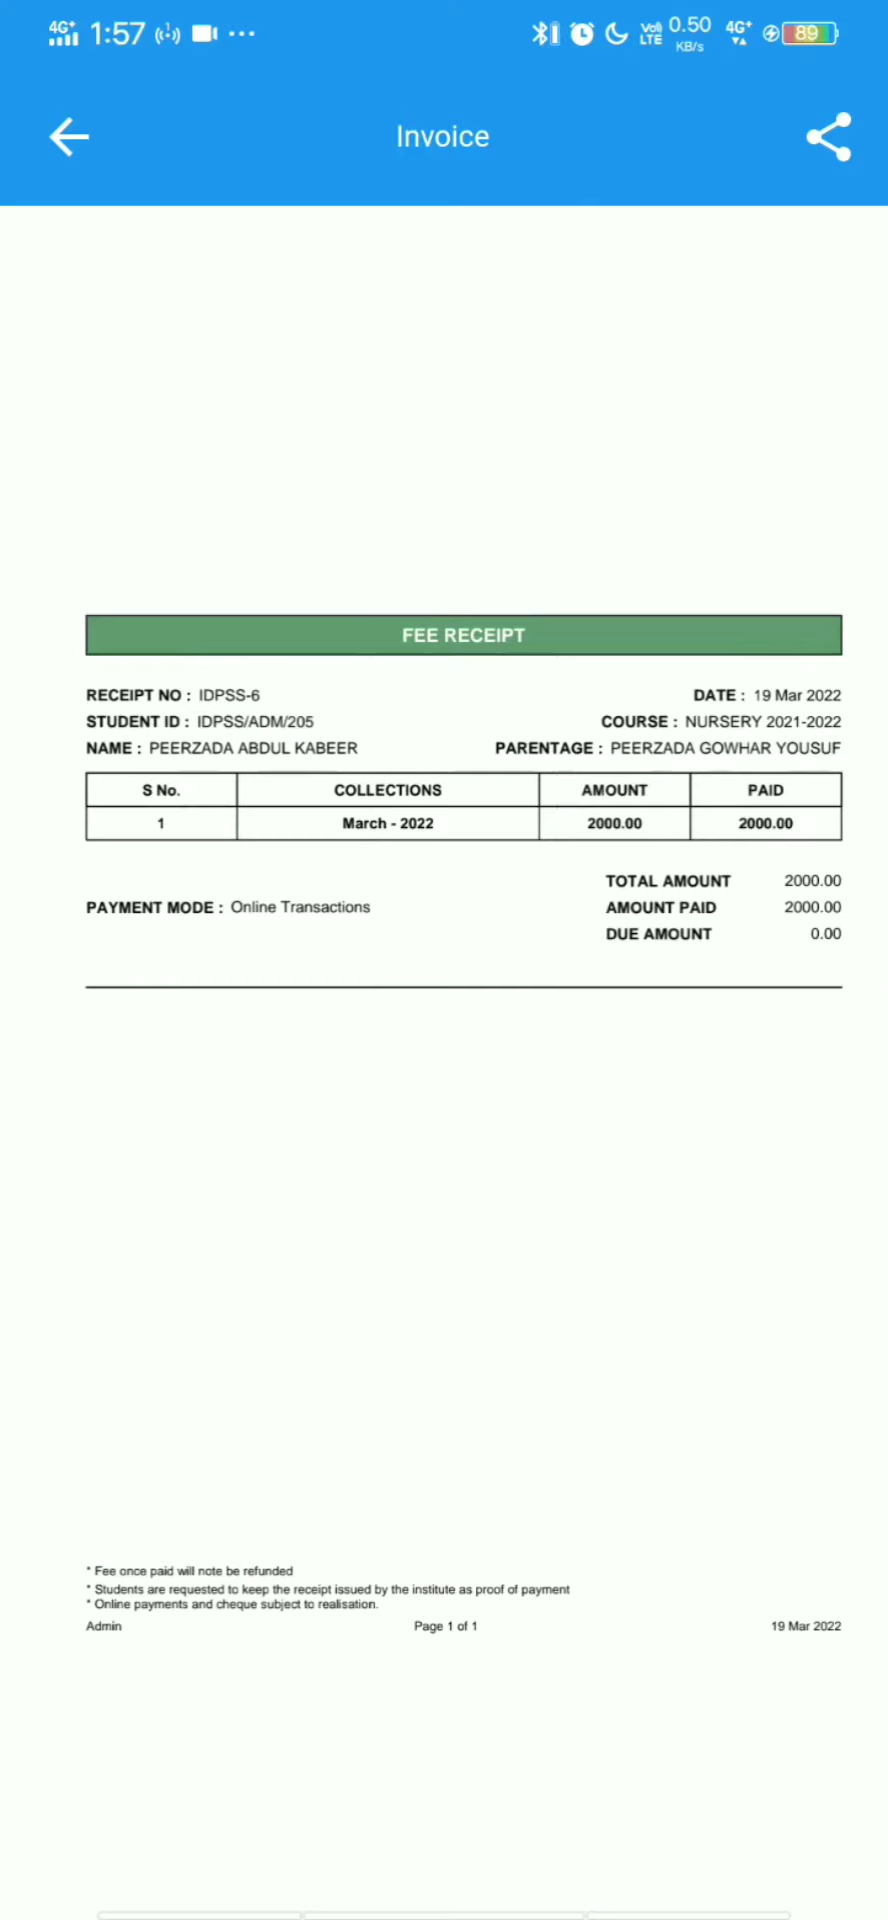 4G+ 1:57 ... VoLTE 0.50 KB/s 4G+ 89
Invoice
FEE RECEIPT
RECEIPT NO : IDPSS-6 DATE : 19 Mar 2022
STUDENT ID : IDPSS/ADM/205 COURSE : NURSERY 2021-2022
NAME : PEERZADA ABDUL KABEER PARENTAGE : PEERZADA GOWHAR YOUSUF
S No. COLLECTIONS AMOUNT PAID
1 March - 2022 2000.00 2000.00
TOTAL AMOUNT 2000.00
PAYMENT MODE : Online Transactions AMOUNT PAID 2000.00
DUE AMOUNT 0.00
* Fee once paid will note be refunded
* Students are requested to keep the receipt issued by the institute as proof of payment
* Online payments and cheque subject to realisation.
Admin Page 1 of 1 19 Mar 2022